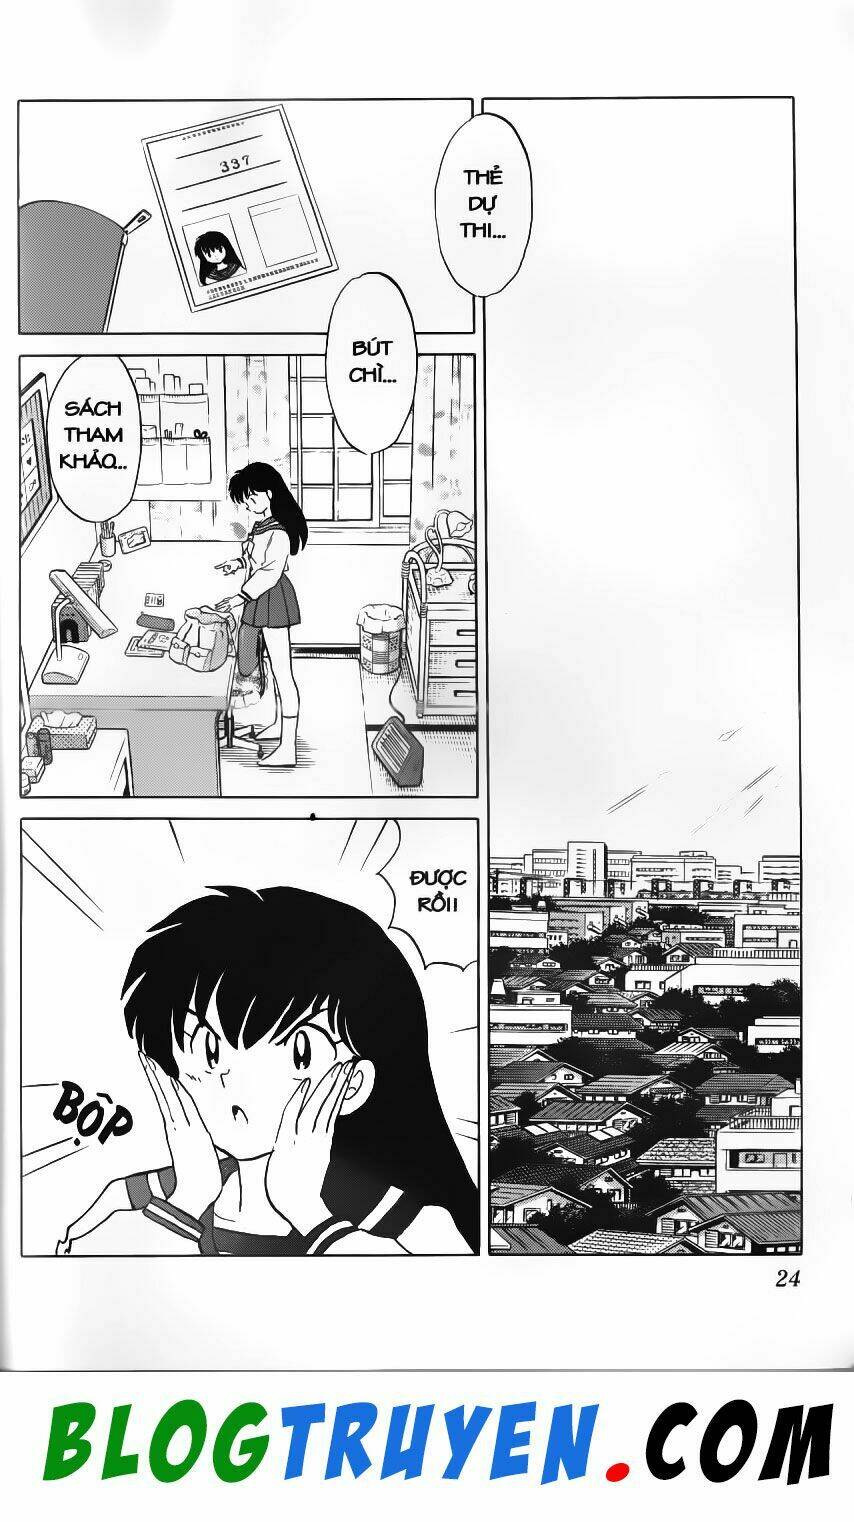 THẺ
DỰ
THI...
337
BÚT
CHÌ...
SÁCH
THAM
KHẢO...
ĐƯỢC
RỒI!!
BỘP
24
BLOGTRUYEN.COM